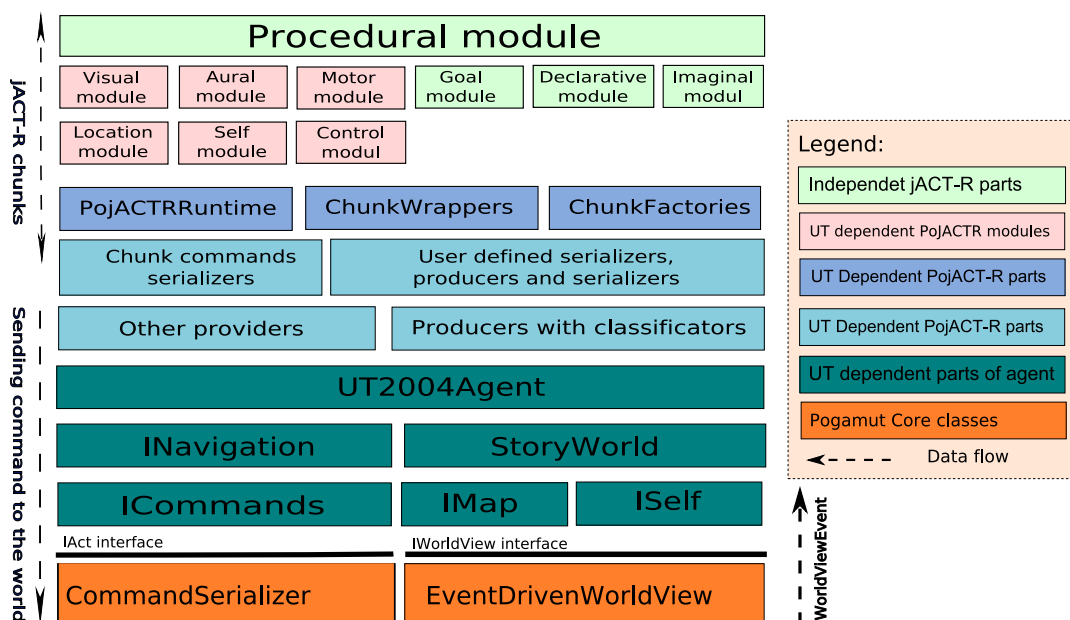 Procedural module
Visual
module
Aural
module
Motor
module
Goal
module
Declarative
module
Imaginal
modul
Location
module
Self
module
Control
modul
PojACTRRuntime
ChunkWrappers
ChunkFactories
Chunk commands
serializers
User defined serializers,
producers and serializers
Other providers
Producers with classificators
UT2004Agent
INavigation
StoryWorld
ICommands
IMap
ISelf
IAct interface
IWorldView interface
CommandSerializer
EventDrivenWorldView
jACT-R chunks
Sending command to the world
Legend:
Independet jACT-R parts
UT dependent PoJACTR modules
UT Dependent PojACT-R parts
UT Dependent PojACT-R parts
UT dependent parts of agent
Pogamut Core classes
Data flow
WorldViewEvent